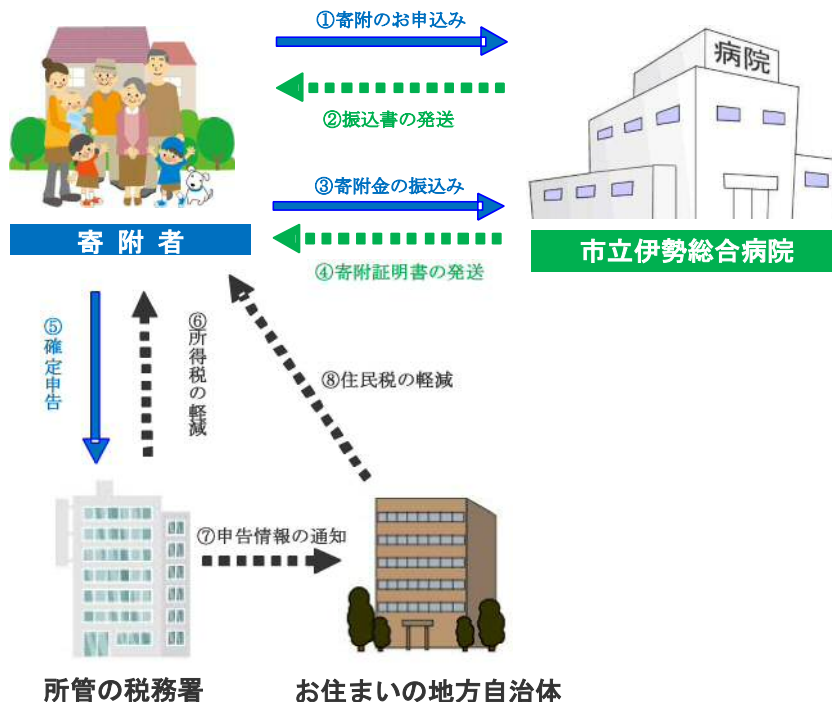 ①寄附のお申込み
病院
②振込書の発送
③寄附金の振込み
寄附者
市立伊勢総合病院
④寄附証明書の発送
⑤確定申告
⑥所得税の軽減
⑧住民税の軽減
⑦申告情報の通知
所管の税務署
お住まいの地方自治体